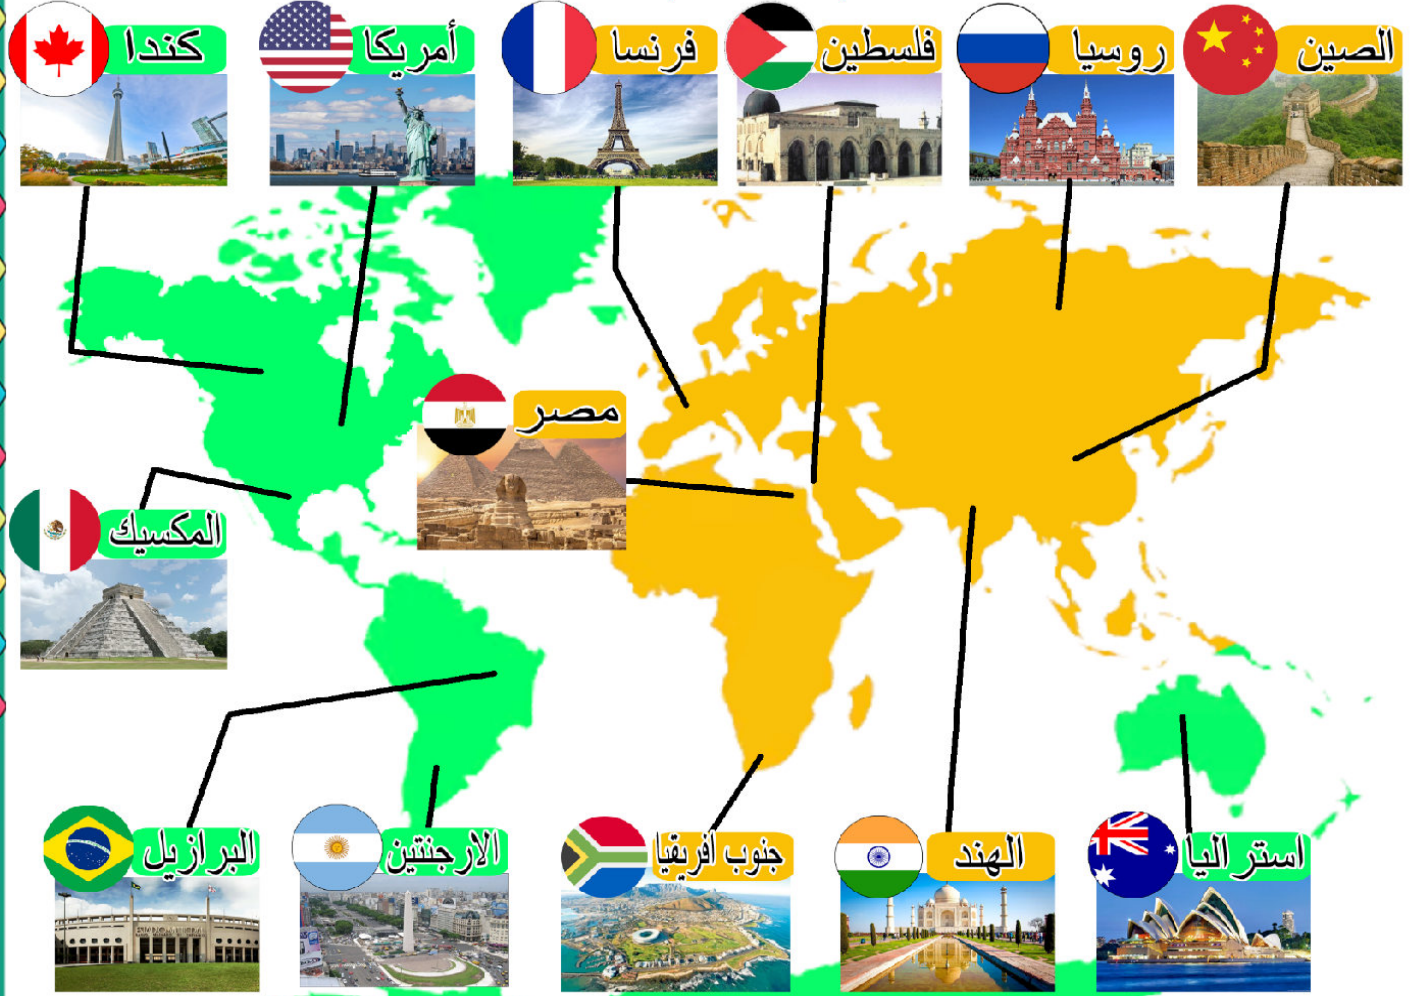 كندا
أمريكا
فرنسا
فلسطين
روسيا
الصين
مصر
المكسيك
البرازيل
الارجنتين
جنوب أفريقيا
الهند
استراليا